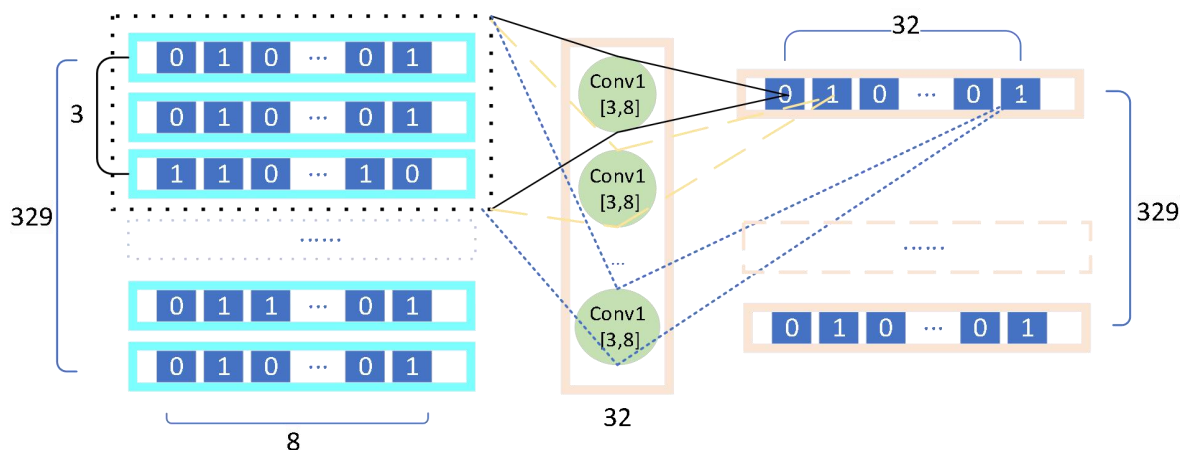 32
0 1 0 ... 0 1
3
0 1 0 ... 0 1
1 1 0 ... 1 0
329
......
0 1 1 ... 0 1
0 1 0 ... 0 1
8
Conv1
[3,8]
Conv1
[3,8]
...
Conv1
[3,8]
32
0 1 0 ... 0 1
......
329
0 1 0 ... 0 1